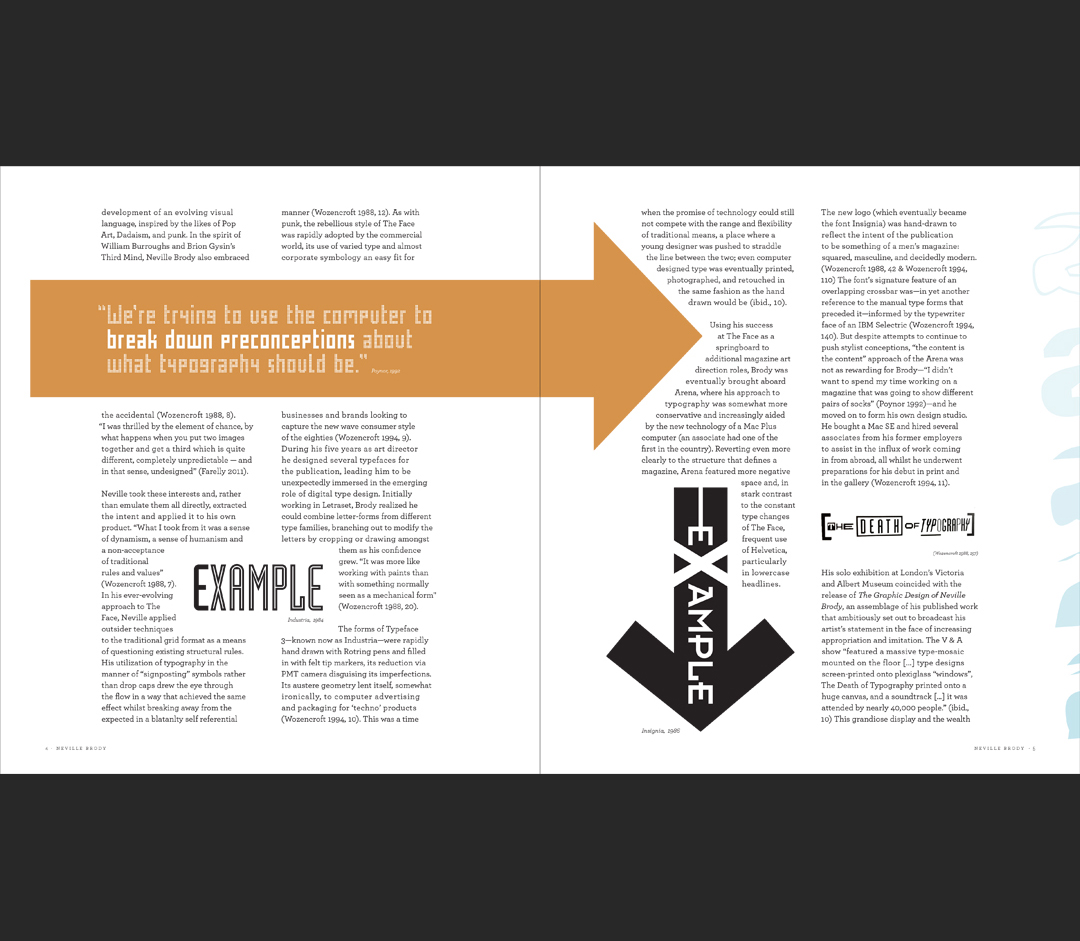 development of an evolving visual
language, inspired by the likes of Pop
Art, Dadaism, and punk. In the spirit of
William Burroughs and Brion Gysin's
Third Mind, Neville Brody also embraced
manner (Wozencroft 1988, 12). As with
punk, the rebellious style of The Face
was rapidly adopted by the commercial
world, its use of varied type and almost
corporate symbology an easy fit for
“We're trying to use the computer to
break down preconceptions about
what typography should be.”
Poynor, 1992
the accidental (Wozencroft 1988, 8).
“I was thrilled by the element of chance, by
what happens when you put two images
together and get a third which is quite
different, completely unpredictable — and
in that sense, undesigned” (Farelly 2011).
Neville took these interests and, rather
than emulate them all directly, extracted
the intent and applied it to his own
product. “What I took from it was a sense
of dynamism, a sense of humanism and
a non-acceptance
of traditional
rules and values”
(Wozencroft 1988, 7).
In his ever-evolving
approach to The
Face, Neville applied
outsider techniques
to the traditional grid format as a means
of questioning existing structural rules.
His utilization of typography in the
manner of “signposting” symbols rather
than drop caps drew the eye through
the flow in a way that achieved the same
effect whilst breaking away from the
expected in a blatanlty self referential
businesses and brands looking to
capture the new wave consumer style
of the eighties (Wozencroft 1994, 9).
During his five years as art director
he designed several typefaces for
the publication, leading him to be
unexpectedly immersed in the emerging
role of digital type design. Initially
working in Letraset, Brody realized he
could combine letter-forms from different
type families, branching out to modify the
letters by cropping or drawing amongst
them as his confidence
grew. “It was more like
working with paints than
with something normally
seen as a mechanical form”
(Wozencroft 1988, 20).
EXAMPLE
Industria, 1984
The forms of Typeface
3—known now as Industria—were rapidly
hand drawn with Rotring pens and filled
in with felt tip markers, its reduction via
PMT camera disguising its imperfections.
Its austere geometry lent itself, somewhat
ironically, to computer advertising
and packaging for ‘techno’ products
(Wozencroft 1994, 10). This was a time
4 · NEVILLE BRODY
when the promise of technology could still
not compete with the range and flexibility
of traditional means, a place where a
young designer was pushed to straddle
the line between the two; even computer
designed type was eventually printed,
photographed, and retouched in
the same fashion as the hand
drawn would be (ibid., 10).
Using his success
at The Face as a
springboard to
additional magazine art
direction roles, Brody was
eventually brought aboard
Arena, where his approach to
typography was somewhat more
conservative and increasingly aided
by the new technology of a Mac Plus
computer (an associate had one of the
first in the country). Reverting even more
clearly to the structure that defines a
magazine, Arena featured more negative
space and, in
stark contrast
to the constant
type changes
of The Face,
frequent use
of Helvetica,
particularly
in lowercase
headlines.
EXAMPLE
Insignia, 1986
The new logo (which eventually became
the font Insignia) was hand-drawn to
reflect the intent of the publication
to be something of a men's magazine:
squared, masculine, and decidedly modern.
(Wozencroft 1988, 42 & Wozencroft 1994,
110) The font's signature feature of an
overlapping crossbar was—in yet another
reference to the manual type forms that
preceded it—informed by the typewriter
face of an IBM Selectric (Wozencroft 1994,
140). But despite attempts to continue to
push stylist conceptions, “the content is
the content” approach of the Arena was
not as rewarding for Brody—“I didn't
want to spend my time working on a
magazine that was going to show different
pairs of socks” (Poynor 1992)—and he
moved on to form his own design studio.
He bought a Mac SE and hired several
associates from his former employers
to assist in the influx of work coming
in from abroad, all whilst he underwent
preparations for his debut in print and
in the gallery (Wozencroft 1994, 11).
[THE DEATH OF TYPOGRAPHY]
His solo exhibition at London's Victoria
and Albert Museum coincided with the
release of The Graphic Design of Neville
Brody, an assemblage of his published work
that ambitiously set out to broadcast his
artist's statement in the face of increasing
appropriation and imitation. The V & A
show “featured a massive type-mosaic
mounted on the floor [...] type designs
screen-printed onto plexiglass “windows”,
The Death of Typography printed onto a
huge canvas, and a soundtrack [...] it was
attended by nearly 40,000 people.” (ibid.,
10) This grandiose display and the wealth
NEVILLE BRODY · 5